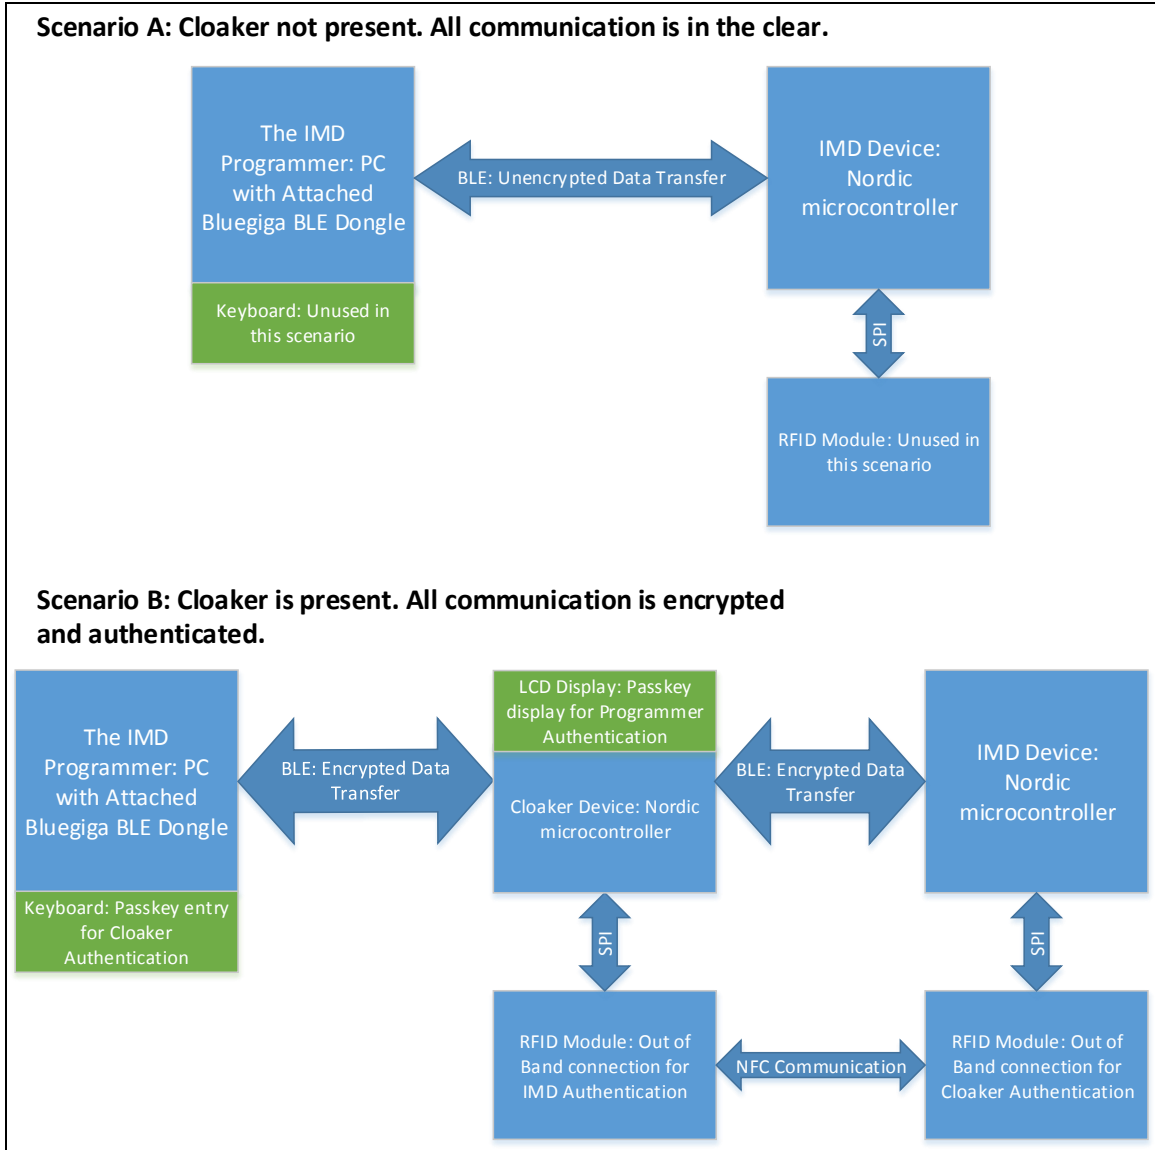 Scenario A: Cloaker not present. All communication is in the clear.
The IMD
Programmer: PC
with Attached
Bluegiga BLE Dongle
BLE: Unencrypted Data Transfer
IMD Device:
Nordic
microcontroller
Keyboard: Unused in
this scenario
SPI
RFID Module: Unused in
this scenario
Scenario B: Cloaker is present. All communication is encrypted
and authenticated.
The IMD
Programmer: PC
with Attached
Bluegiga BLE Dongle
BLE: Encrypted Data
Transfer
LCD Display: Passkey
display for Programmer
Authentication
Cloaker Device: Nordic
microcontroller
BLE: Encrypted Data
Transfer
IMD Device:
Nordic
microcontroller
Keyboard: Passkey entry
for Cloaker
Authentication
SPI
SPI
RFID Module: Out of
Band connection for
IMD Authentication
NFC Communication
RFID Module: Out of
Band connection for
Cloaker Authentication